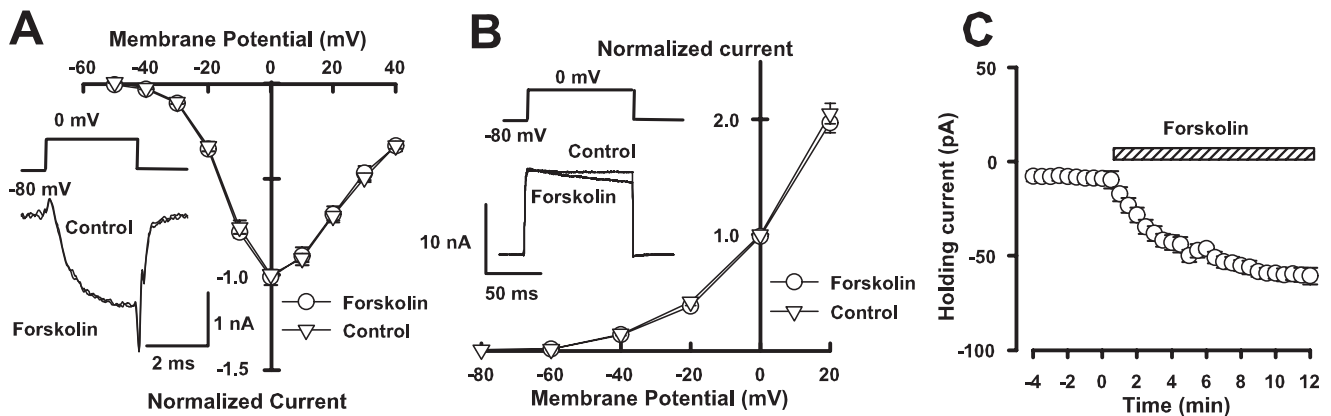 A
Membrane Potential (mV)
-60 -40 -20 0 20 40
0 mV
-80 mV
Control
Forskolin
2 ms
1 nA
-1.0
-1.5
Forskolin
Control
Normalized Current
B
Normalized current
0 mV
-80 mV
Control
Forskolin
10 nA
50 ms
2.0
1.0
Forskolin
Control
-80 -60 -40 -20 0 20
Membrane Potential (mV)
C
Holding current (pA)
50
0
-50
-100
Forskolin
-4 -2 0 2 4 6 8 10 12
Time (min)